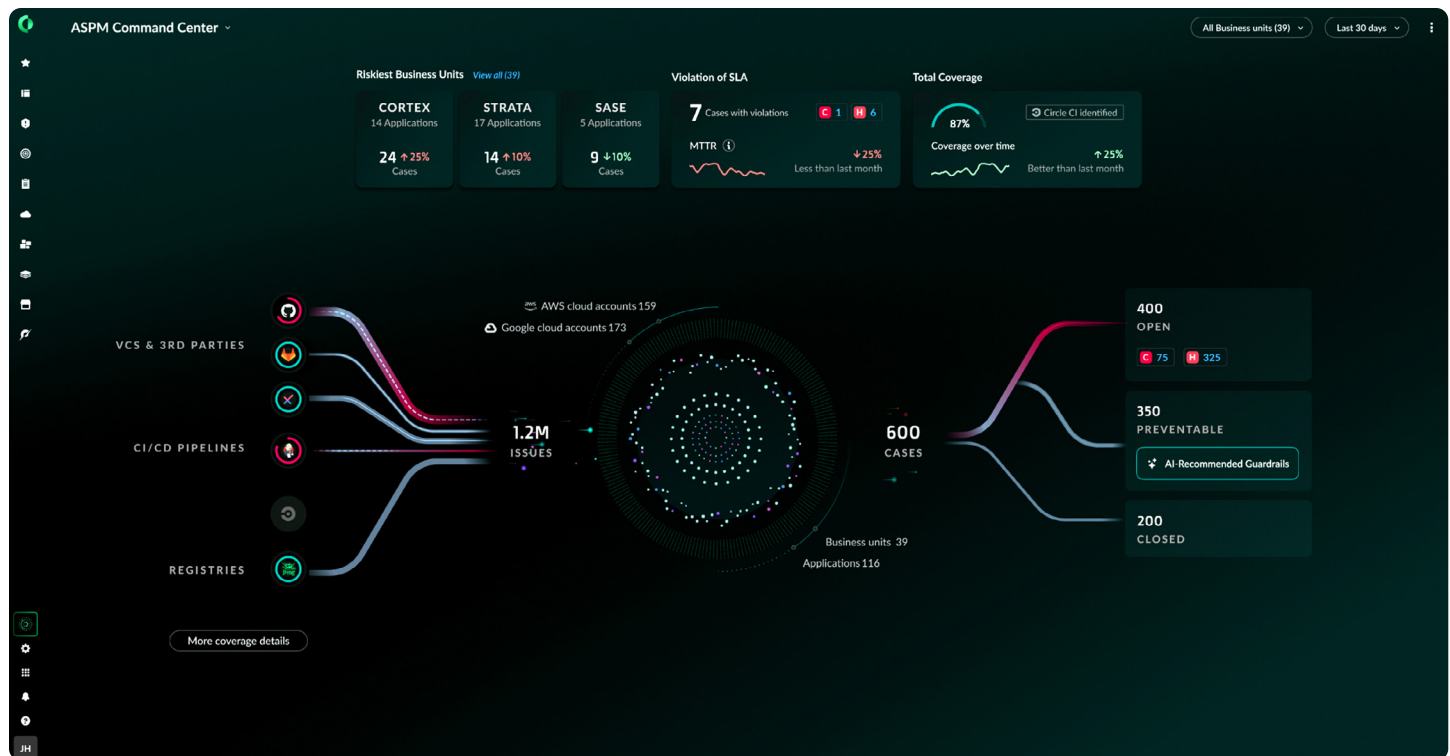 ASPM Command Center
All Business units (39)
Last 30 days
Riskiest Business Units View all (39)
CORTEX
14 Applications
24 ↑25%
Cases
STRATA
17 Applications
14 ↑10%
Cases
SASE
5 Applications
9 ↓10%
Cases
Violation of SLA
7 Cases with violations
C 1 H 6
MTTR
↓25%
Less than last month
Total Coverage
87%
Circle CI identified
Coverage over time
↑25%
Better than last month
VCS & 3RD PARTIES
CI/CD PIPELINES
REGISTRIES
JFrog
More coverage details
1.2M
ISSUES
aws AWS cloud accounts 159
Google cloud accounts 173
Business units 39
Applications 116
600
CASES
400
OPEN
C 75 H 325
350
PREVENTABLE
AI-Recommended Guardrails
200
CLOSED
JH